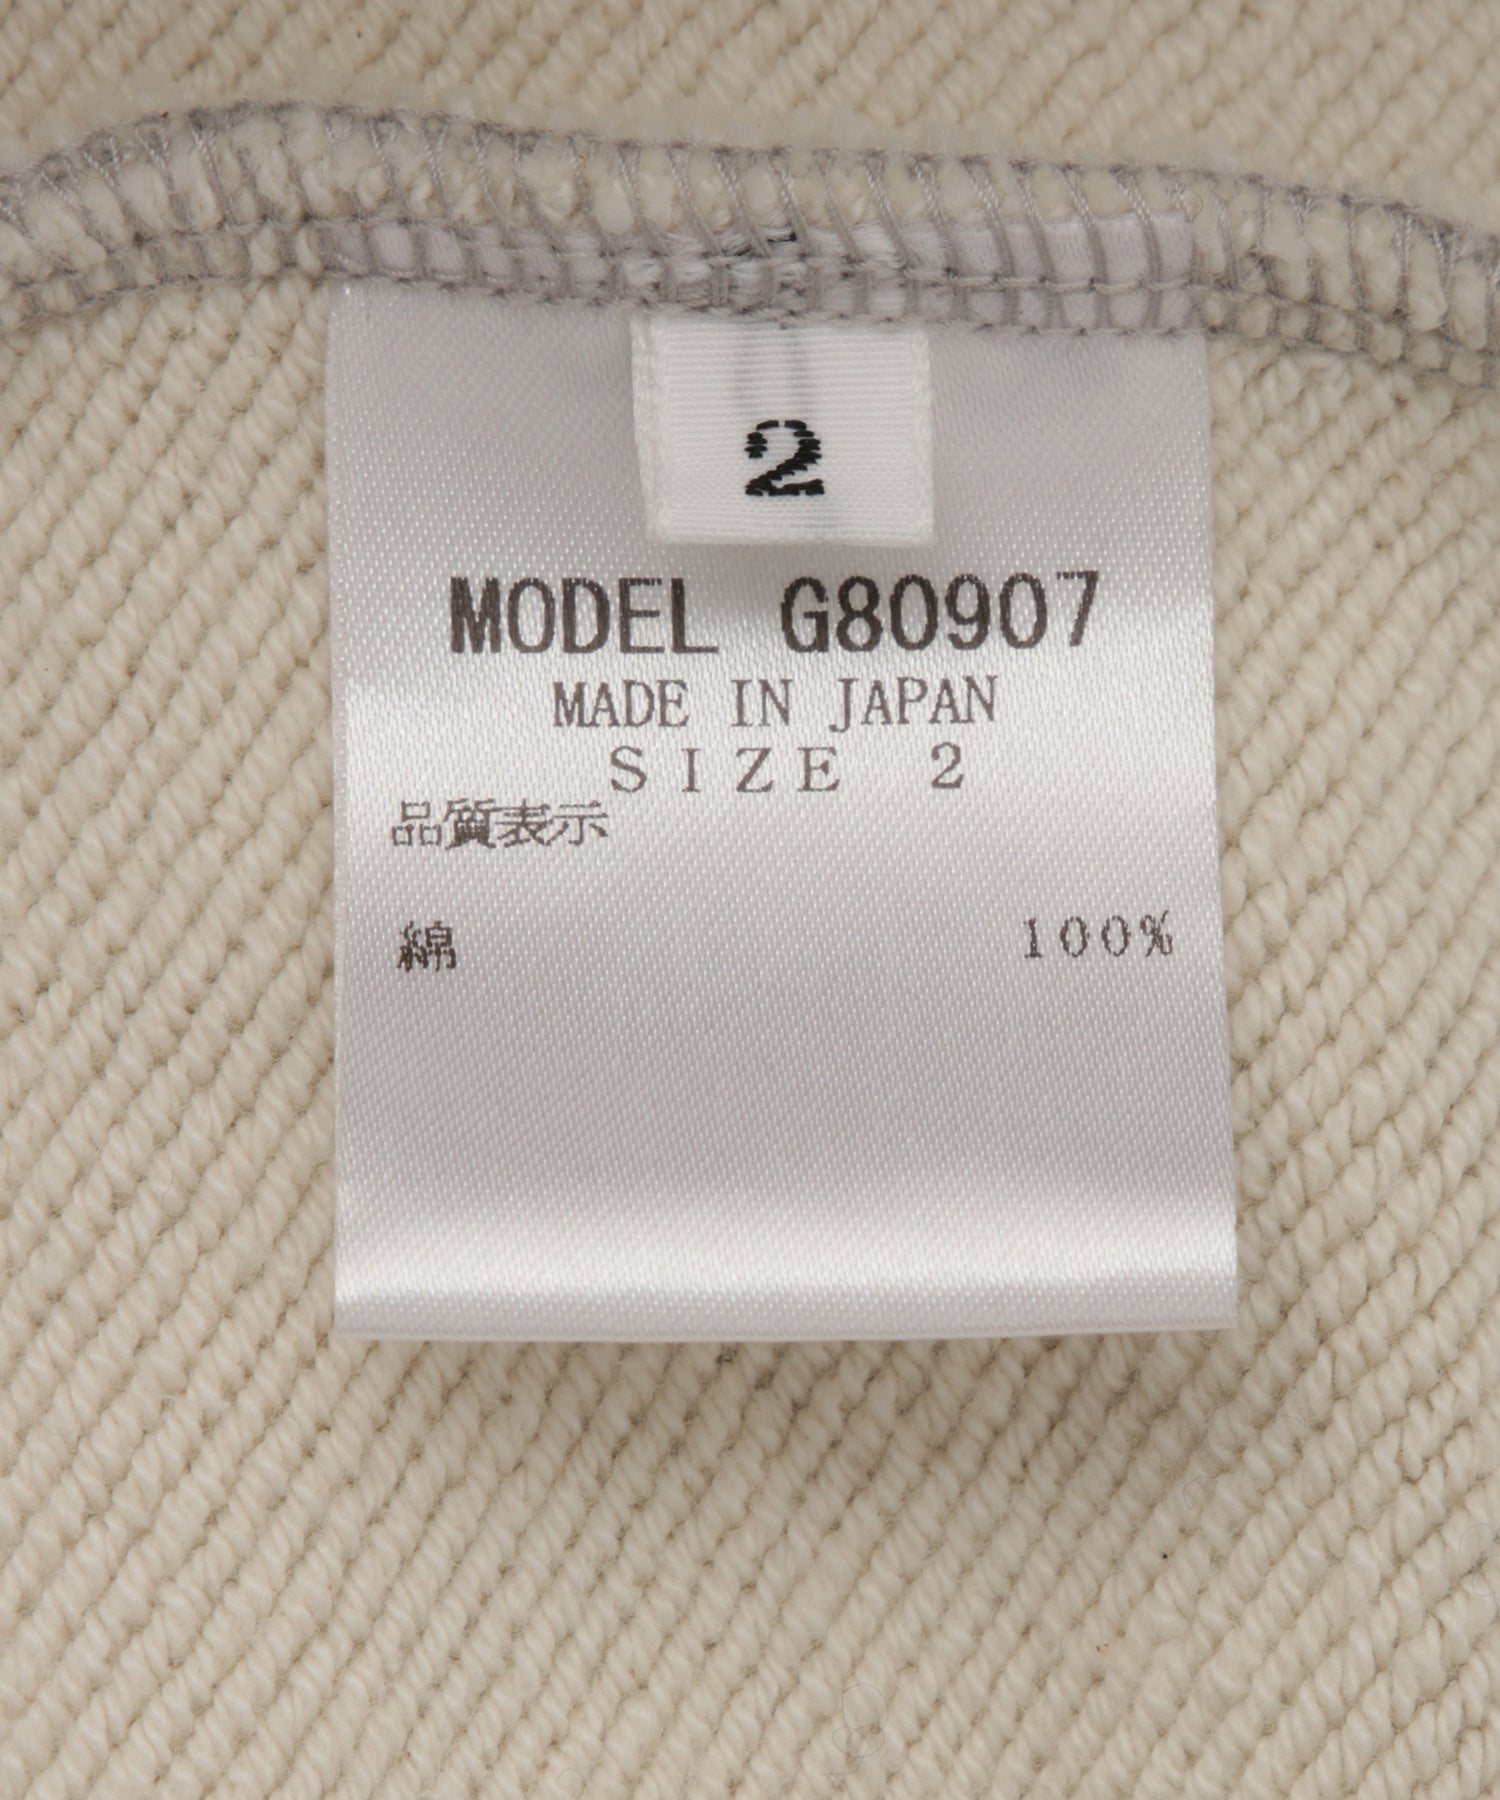 2
MODEL G80907
MADE IN JAPAN
SIZE 2
品質表示
綿 100%